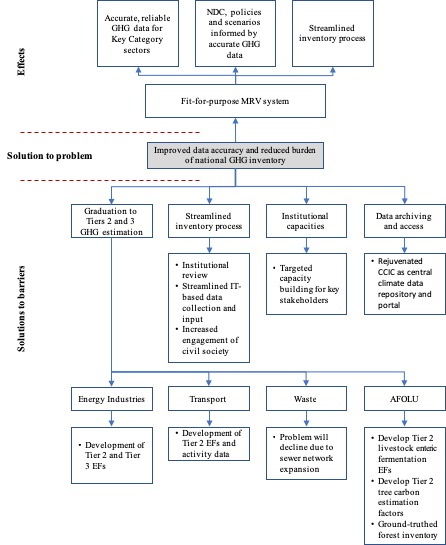 Effects
Accurate, reliable
GHG data for
Key Category
sectors
NDC, policies
and scenarios
informed by
accurate GHG
data
Streamlined
inventory process
Fit-for-purpose MRV system
Solution to problem
Improved data accuracy and reduced burden
of national GHG inventory
Solutions to barriers
Graduation to
Tiers 2 and 3
GHG estimation
Streamlined
inventory process
Institutional
capacities
Data archiving
and access
• Institutional
review
• Streamlined IT-
based data
collection and
input
• Increased
engagement of
civil society
• Targeted
capacity
building for key
stakeholders
• Rejuvenated
CCIC as central
climate data
repository and
portal
Energy Industries
Transport
Waste
AFOLU
• Development of
Tier 2 and Tier
3 EFs
• Development of
Tier 2 EFs and
activity data
• Problem will
decline due to
sewer network
expansion
• Develop Tier 2
livestock enteric
fermentation
EFs
• Develop Tier 2
tree carbon
estimation
factors
• Ground-truthed
forest inventory